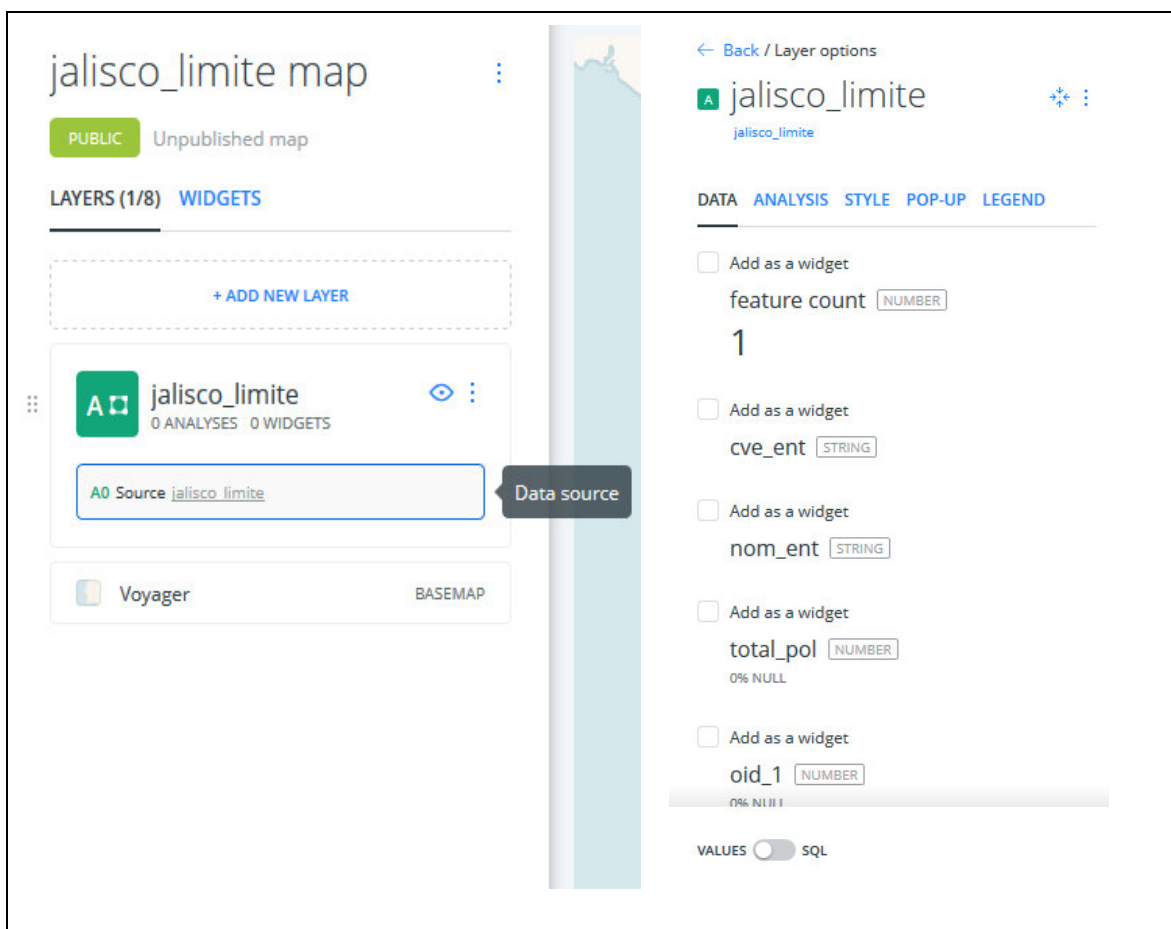 jalisco_limite map
PUBLIC Unpublished map
LAYERS (1/8) WIDGETS
+ ADD NEW LAYER
A jalisco_limite
0 ANALYSES 0 WIDGETS
A0 Source jalisco_limite
Data source
Voyager BASEMAP
← Back / Layer options
A jalisco_limite
jalisco_limite
DATA ANALYSIS STYLE POP-UP LEGEND
Add as a widget
feature count NUMBER
1
Add as a widget
cve_ent STRING
Add as a widget
nom_ent STRING
Add as a widget
total_pol NUMBER
0% NULL
Add as a widget
oid_1 NUMBER
0% NULL
VALUES SQL